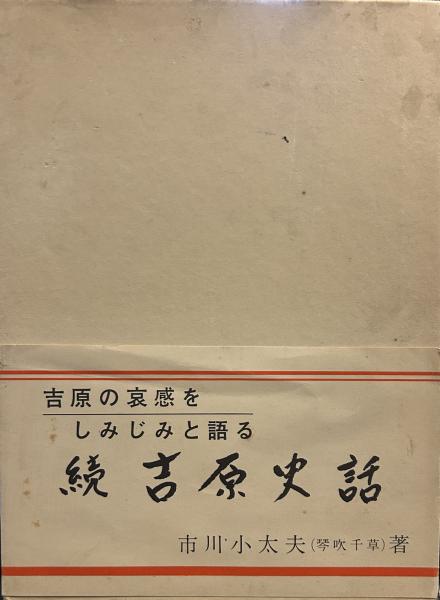 吉原の哀感を
しみじみと語る
続 吉原史話
市川小太夫(琴吹千草)著